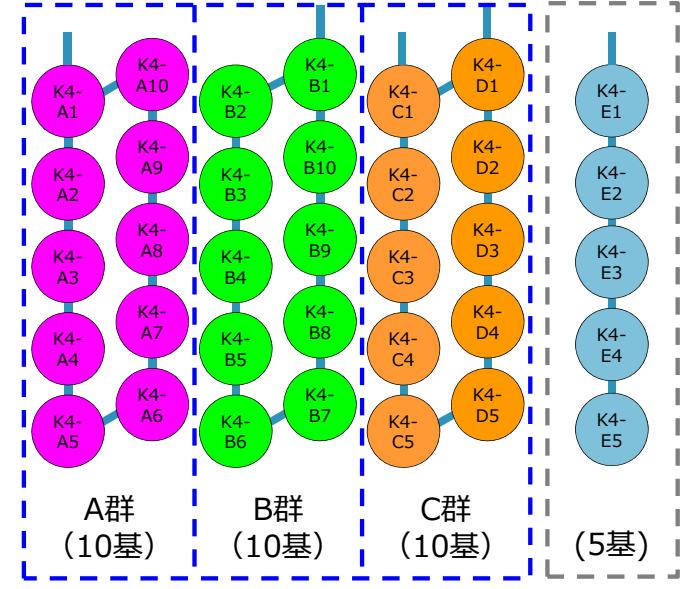 K4-
A1
K4-
A2
K4-
A3
K4-
A4
K4-
A5
K4-
A10
K4-
A9
K4-
A8
K4-
A7
K4-
A6
A群
（10基）
K4-
B2
K4-
B3
K4-
B4
K4-
B5
K4-
B6
K4-
B1
K4-
B10
K4-
B9
K4-
B8
K4-
B7
B群
（10基）
K4-
C1
K4-
C2
K4-
C3
K4-
C4
K4-
C5
K4-
D1
K4-
D2
K4-
D3
K4-
D4
K4-
D5
C群
（10基）
K4-
E1
K4-
E2
K4-
E3
K4-
E4
K4-
E5
(5基)